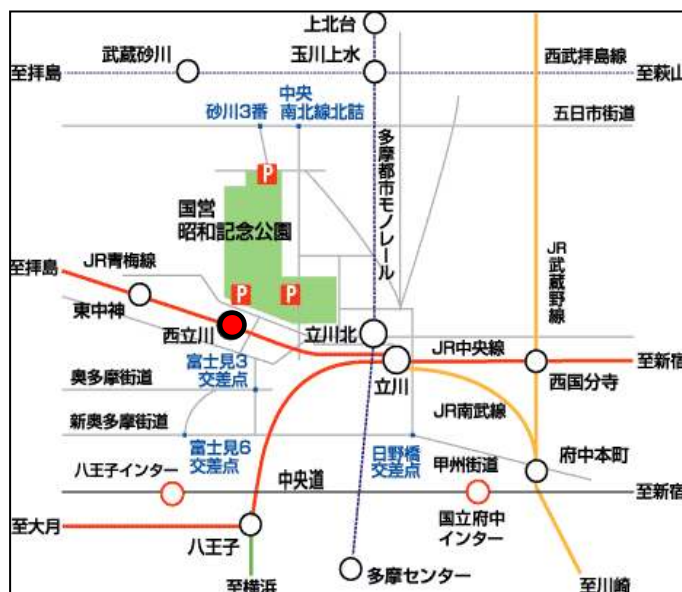 上北台
武蔵砂川
玉川上水
西武拝島線
至拝島
至萩山
中央
南北線北詰
砂川3番
五日市街道
多摩都市モノレール
P
国営
昭和記念公園
JR武蔵野線
至拝島
JR青梅線
P
P
東中神
西立川
立川北
JR中央線
至新宿
富士見3
交差点
立川
西国分寺
奥多摩街道
JR南武線
新奥多摩街道
富士見6
交差点
日野橋
交差点
甲州街道
府中本町
八王子インター
中央道
至新宿
国立府中
インター
至大月
八王子
多摩センター
至横浜
至川崎